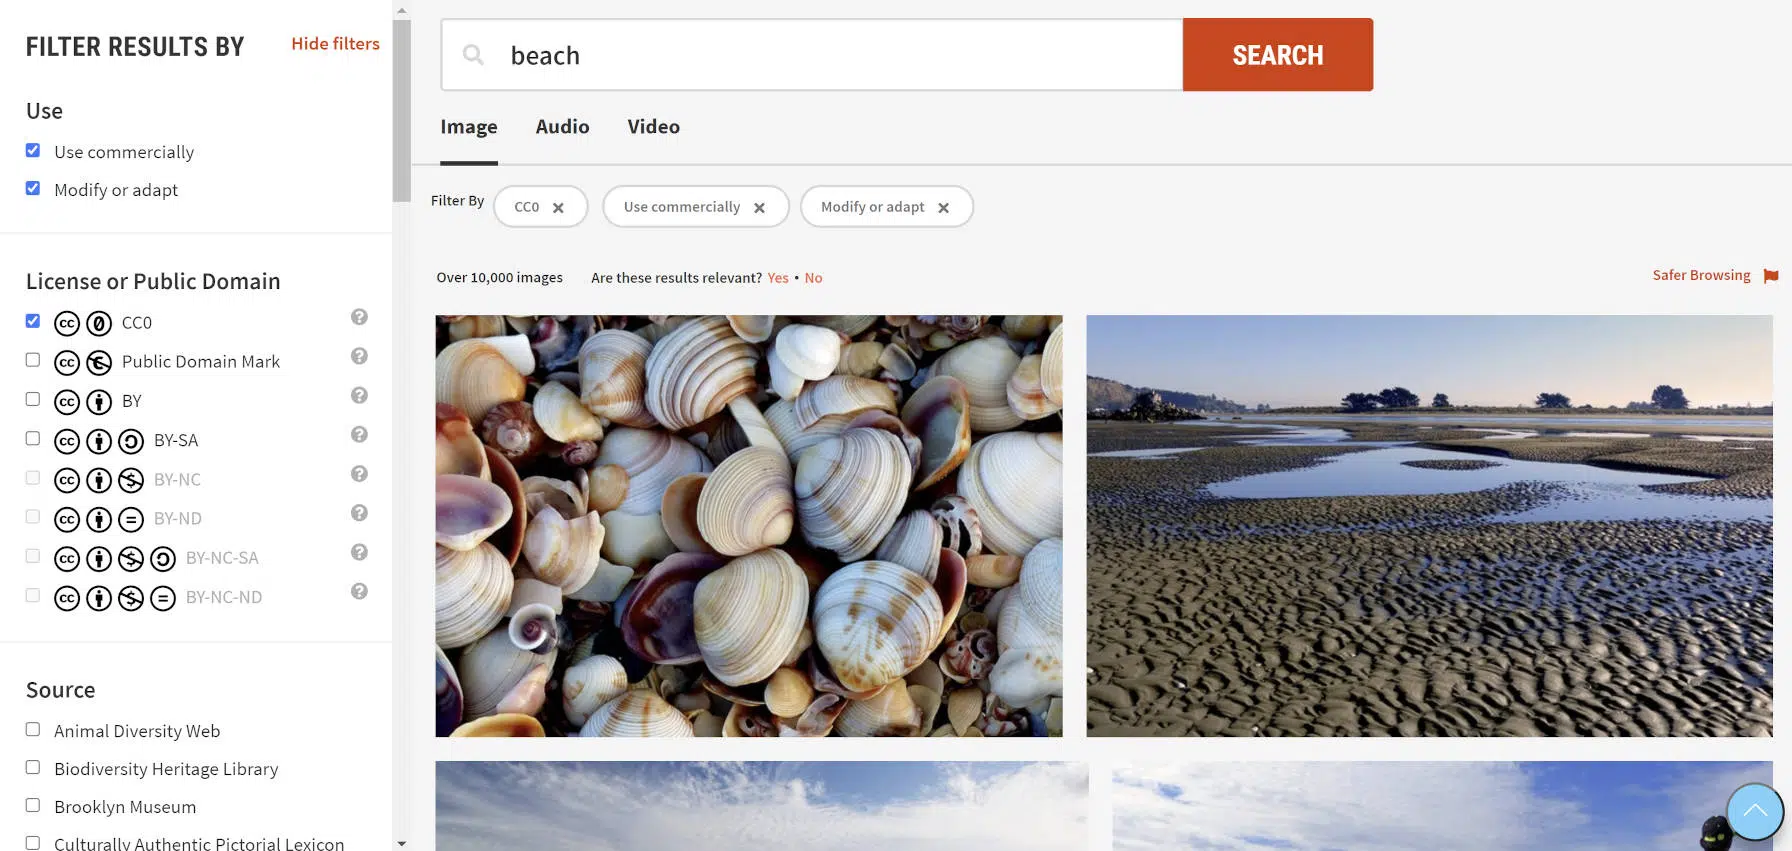 FILTER RESULTS BY
Hide filters
Use
Use commercially
Modify or adapt
License or Public Domain
CC0
Public Domain Mark
BY
BY-SA
BY-NC
BY-ND
BY-NC-SA
BY-NC-ND
Source
Animal Diversity Web
Biodiversity Heritage Library
Brooklyn Museum
Culturally Authentic Pictorial Lexicon
beach
SEARCH
Image Audio Video
Filter By CC0 Use commercially Modify or adapt
Over 10,000 images Are these results relevant? Yes • No
Safer Browsing